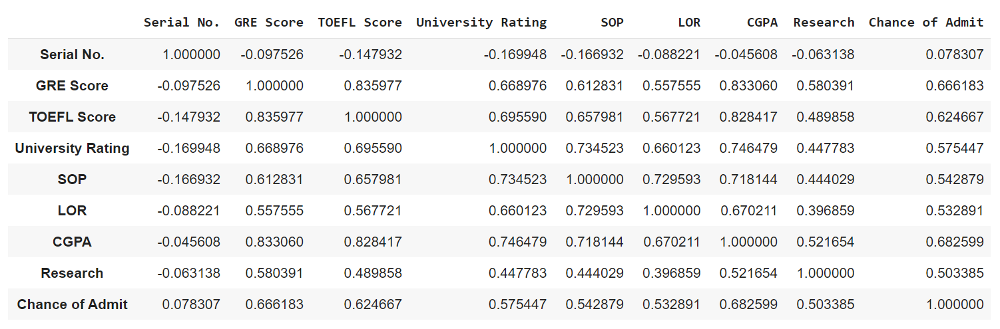 Serial No. GRE Score TOEFL Score University Rating SOP LOR CGPA Research Chance of Admit
Serial No. 1.000000 -0.097526 -0.147932 -0.169948 -0.166932 -0.088221 -0.045608 -0.063138 0.078307
GRE Score -0.097526 1.000000 0.835977 0.668976 0.612831 0.557555 0.833060 0.580391 0.666183
TOEFL Score -0.147932 0.835977 1.000000 0.695590 0.657981 0.567721 0.828417 0.489858 0.624667
University Rating -0.169948 0.668976 0.695590 1.000000 0.734523 0.660123 0.746479 0.447783 0.575447
SOP -0.166932 0.612831 0.657981 0.734523 1.000000 0.729593 0.718144 0.444029 0.542879
LOR -0.088221 0.557555 0.567721 0.660123 0.729593 1.000000 0.670211 0.396859 0.532891
CGPA -0.045608 0.833060 0.828417 0.746479 0.718144 0.670211 1.000000 0.521654 0.682599
Research -0.063138 0.580391 0.489858 0.447783 0.444029 0.396859 0.521654 1.000000 0.503385
Chance of Admit 0.078307 0.666183 0.624667 0.575447 0.542879 0.532891 0.682599 0.503385 1.000000